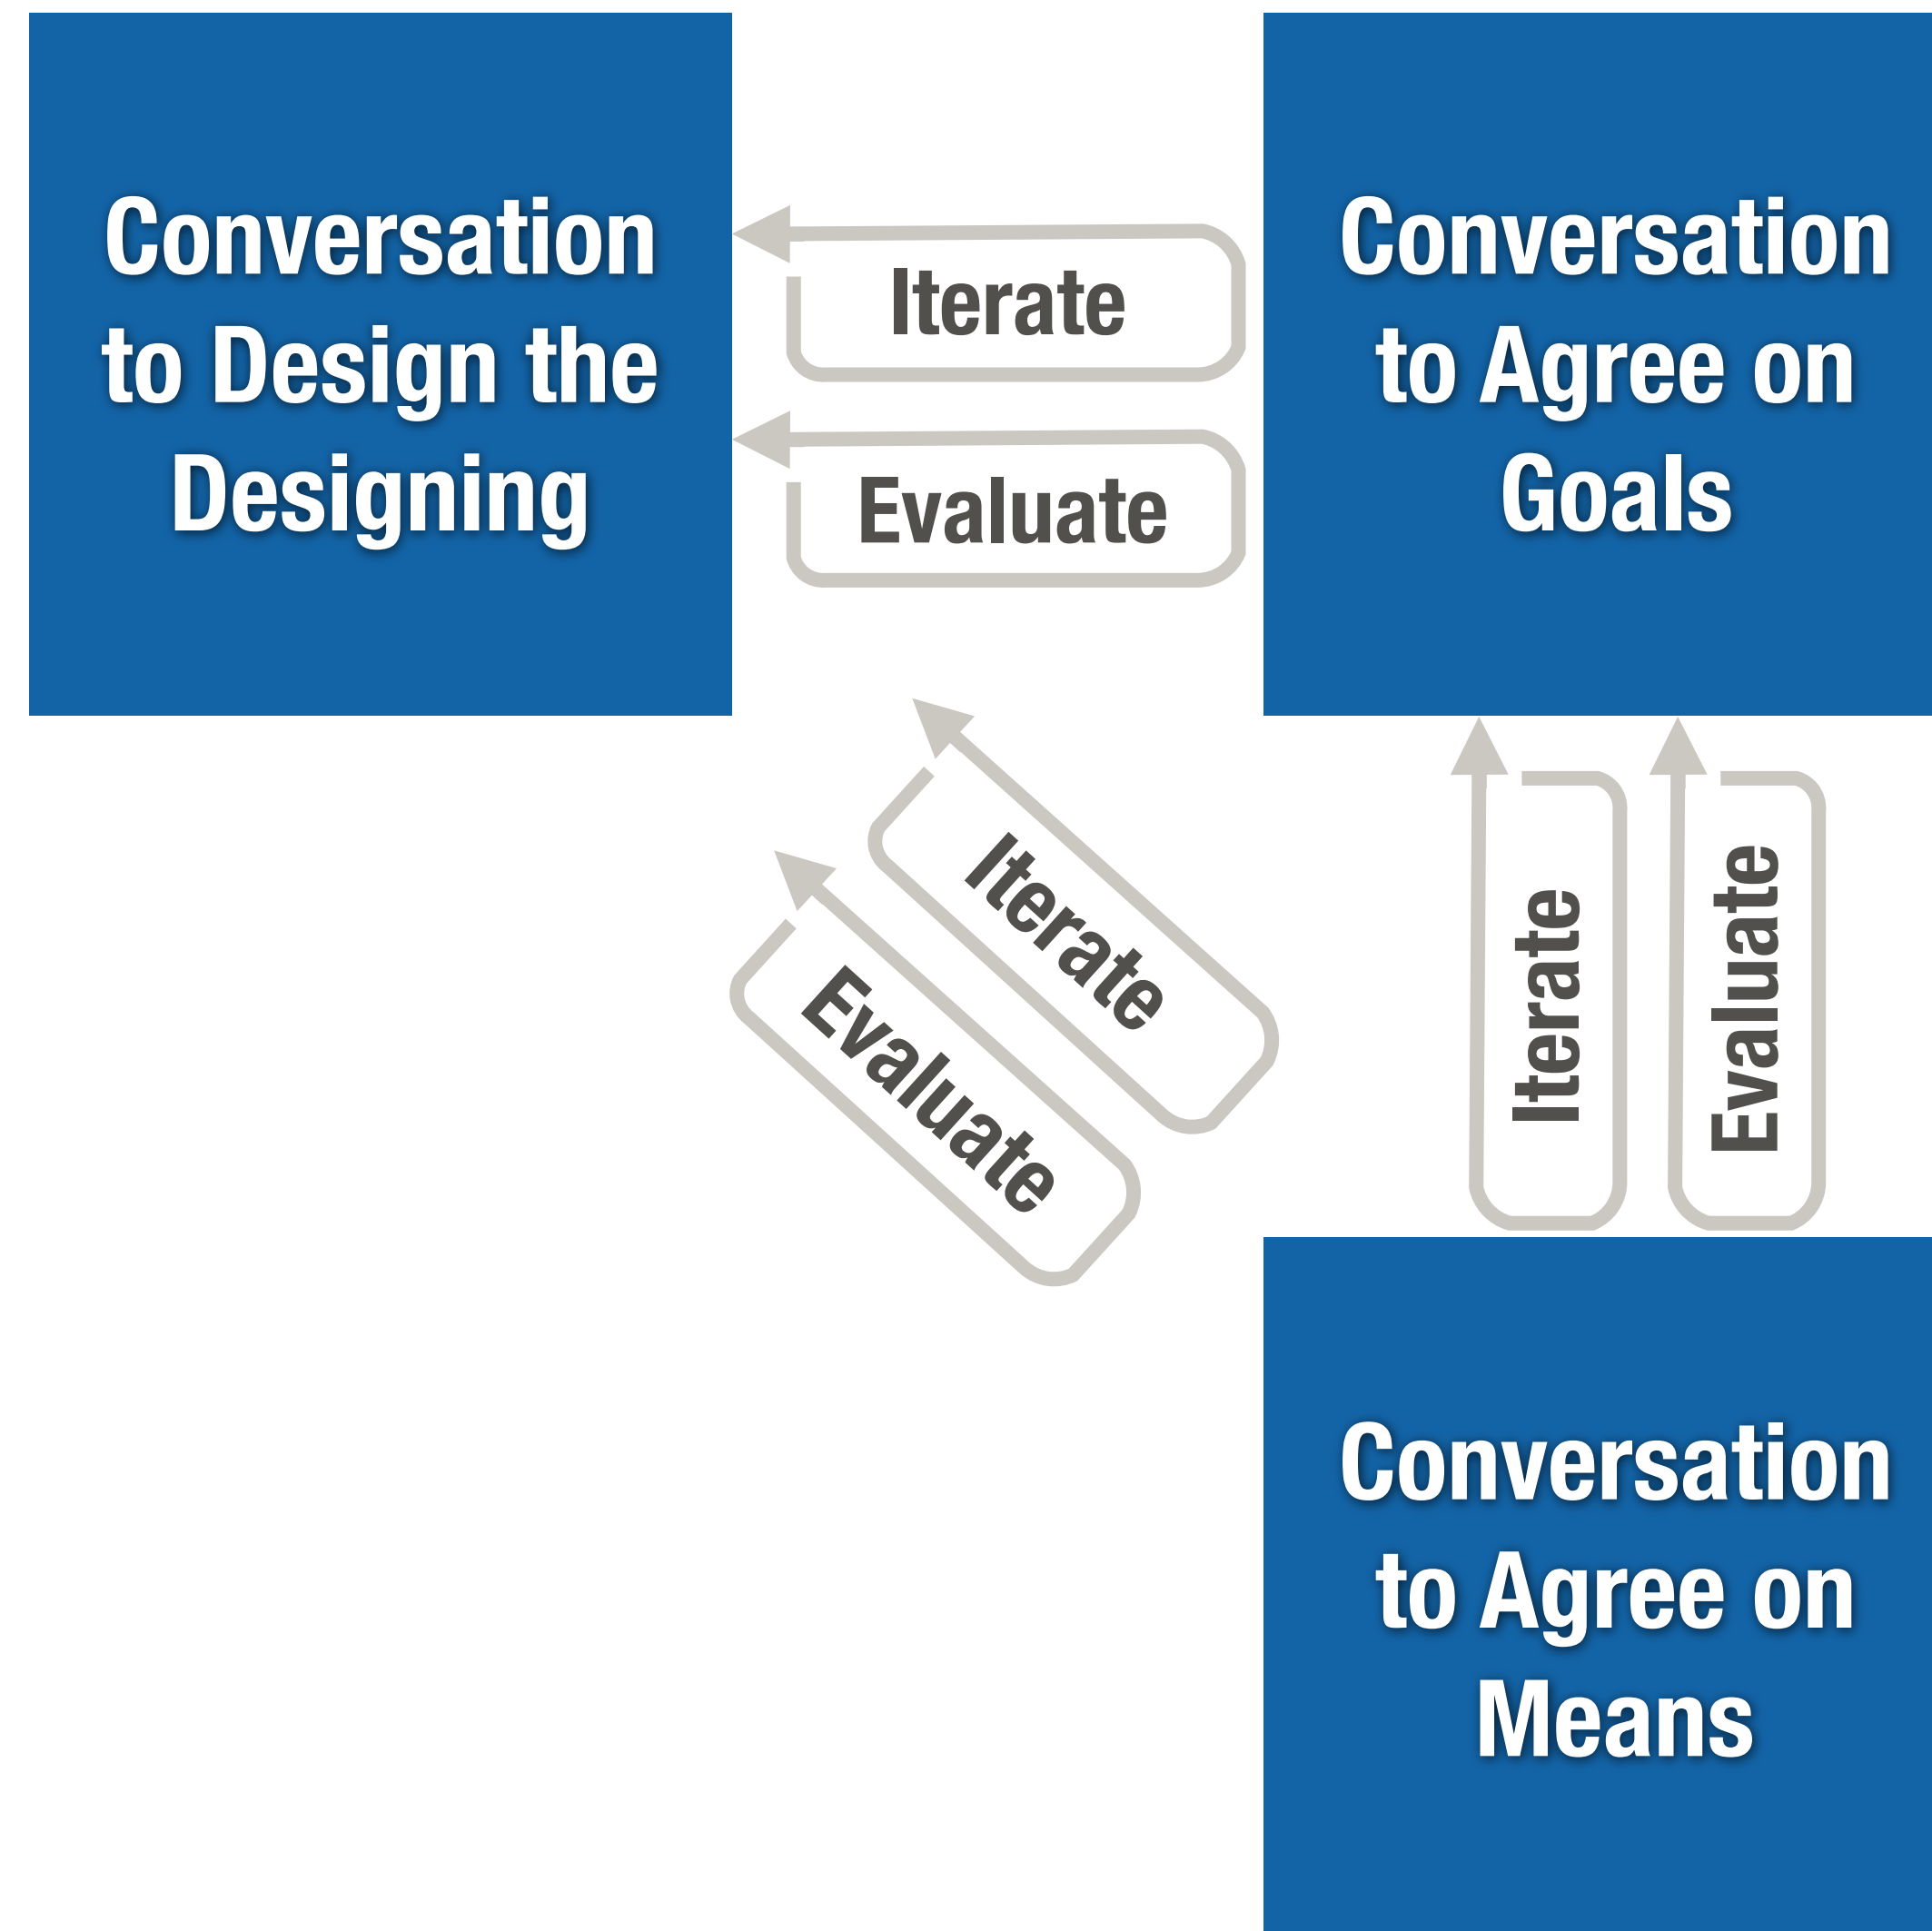 Conversation
to Design the
Designing
Iterate
Evaluate
Conversation
to Agree on
Goals
Iterate
Evaluate
Iterate
Evaluate
Conversation
to Agree on
Means